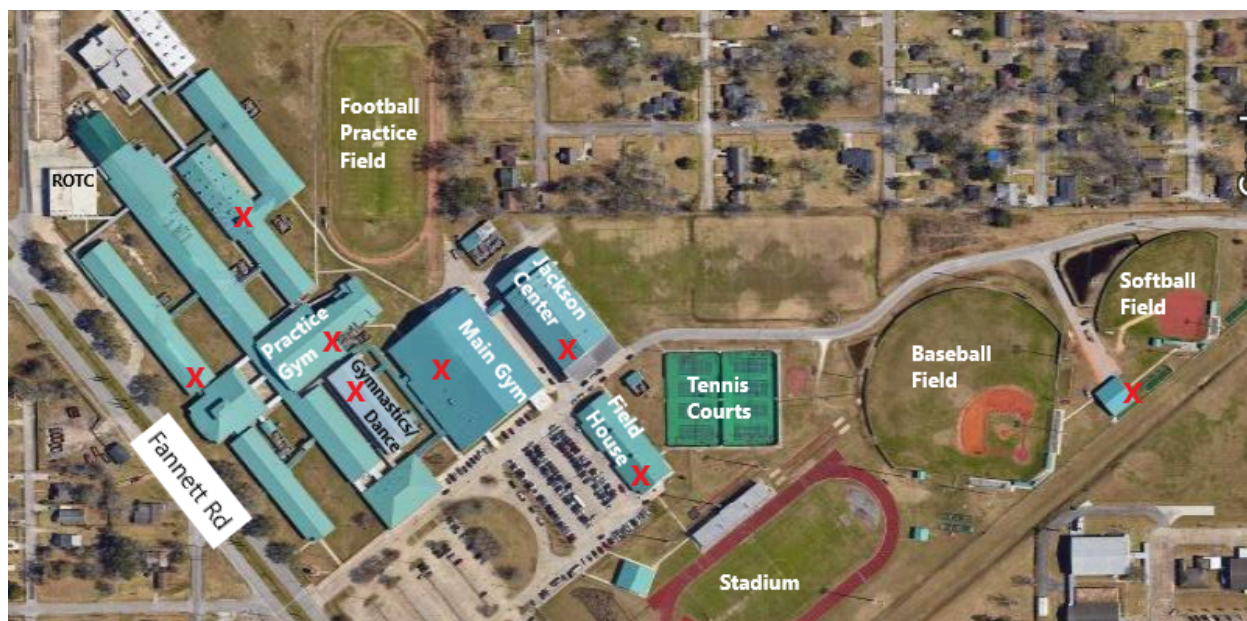 Football
Practice
Field
ROTC
X
Jackson
Center
X
Softball
Field
Practice
Gym
X
Main Gym
X
Baseball
Field
X
Gymnastics/
Dance
X
Tennis
Courts
X
Field
House
X
Fannett Rd
Stadium